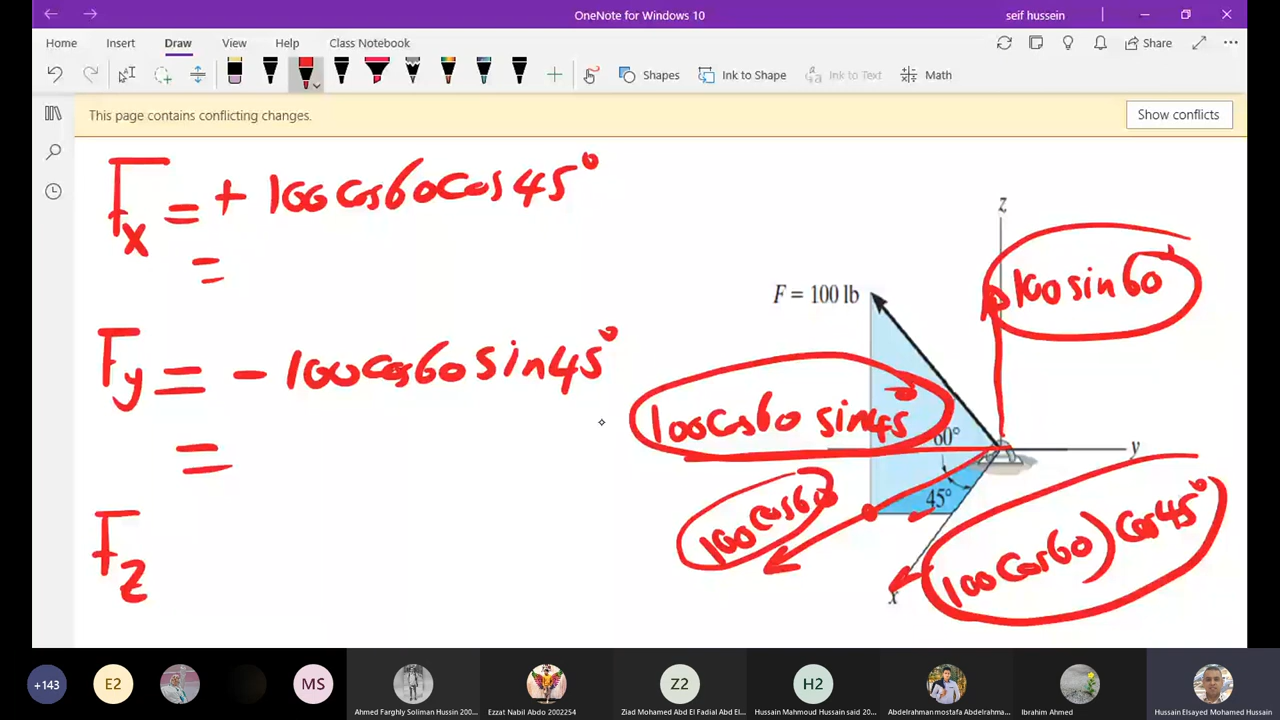 OneNote for Windows 10
seif hussein
Home Insert Draw View Help Class Notebook
Share
Shapes Ink to Shape Ink to Text Math
This page contains conflicting changes.
Show conflicts
Fx = + 100 cos 60 cos 45°
=
Fy = - 100 cos 60 sin 45°
=
Fz
z
100 sin 60°
F = 100 lb
100 cos 60 sin 45°
60°
y
45°
100 cos 60
100 cos 60) cos 45°
x
+143
E2
MS
Z2
H2
Ahmed Farghly Soliman Hussin 200...
Ezzat Nabil Abdo 2002254
Ziad Mohamed Abd El Fadial Abd El...
Hussain Mahmoud Hussain said 20...
Abdelrahman mostafa Abdelrahma...
Ibrahim Ahmed
Hussain Elsayed Mohamed Hussain